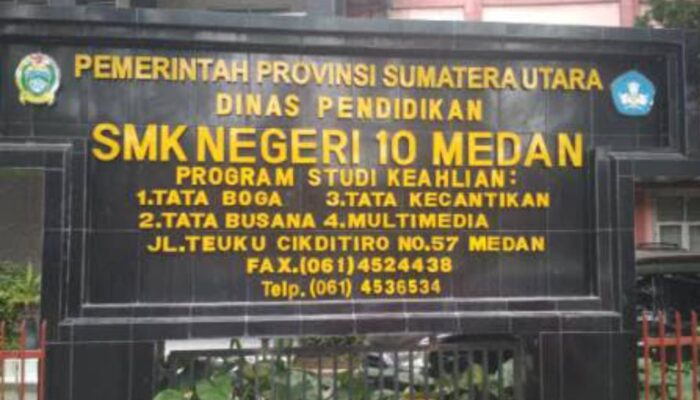 PEMERINTAH PROVINSI SUMATERA UTARA
DINAS PENDIDIKAN
SMK NEGERI 10 MEDAN
PROGRAM STUDI KEAHLIAN:
1.TATA BOGA 3.TATA KECANTIKAN
2.TATA BUSANA 4.MULTIMEDIA
JL.TEUKU CIKDITIRO NO.57 MEDAN
FAX.(061)4524438
Telp.(061) 4536534